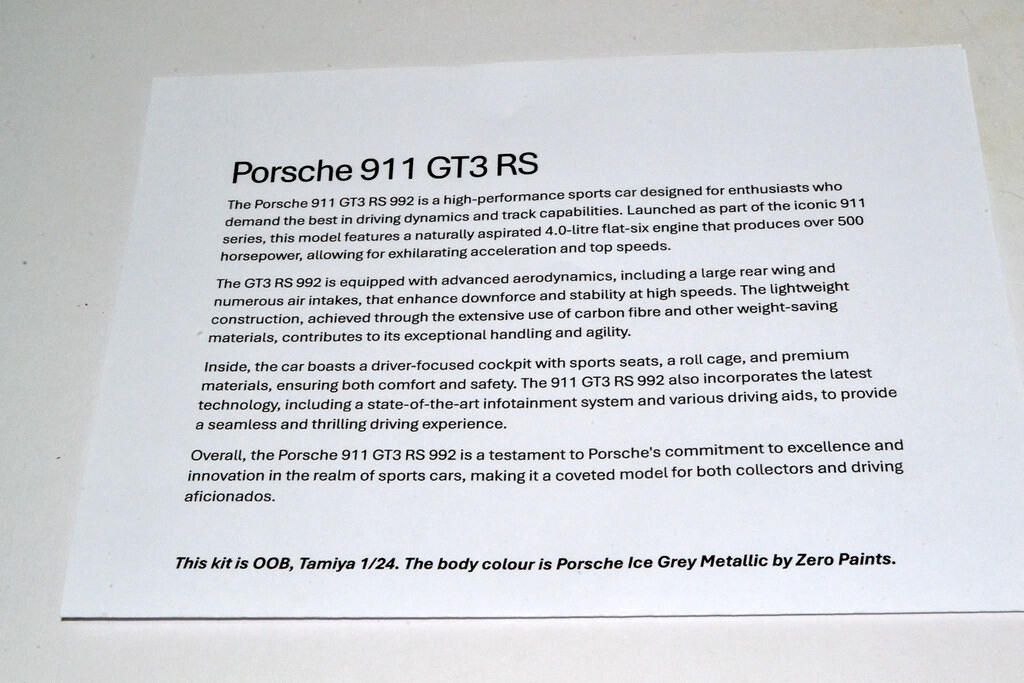 Porsche 911 GT3 RS
The Porsche 911 GT3 RS 992 is a high-performance sports car designed for enthusiasts who
demand the best in driving dynamics and track capabilities. Launched as part of the iconic 911
series, this model features a naturally aspirated 4.0-litre flat-six engine that produces over 500
horsepower, allowing for exhilarating acceleration and top speeds.
The GT3 RS 992 is equipped with advanced aerodynamics, including a large rear wing and
numerous air intakes, that enhance downforce and stability at high speeds. The lightweight
construction, achieved through the extensive use of carbon fibre and other weight-saving
materials, contributes to its exceptional handling and agility.
Inside, the car boasts a driver-focused cockpit with sports seats, a roll cage, and premium
materials, ensuring both comfort and safety. The 911 GT3 RS 992 also incorporates the latest
technology, including a state-of-the-art infotainment system and various driving aids, to provide
a seamless and thrilling driving experience.
Overall, the Porsche 911 GT3 RS 992 is a testament to Porsche's commitment to excellence and
innovation in the realm of sports cars, making it a coveted model for both collectors and driving
aficionados.
This kit is OOB, Tamiya 1/24. The body colour is Porsche Ice Grey Metallic by Zero Paints.